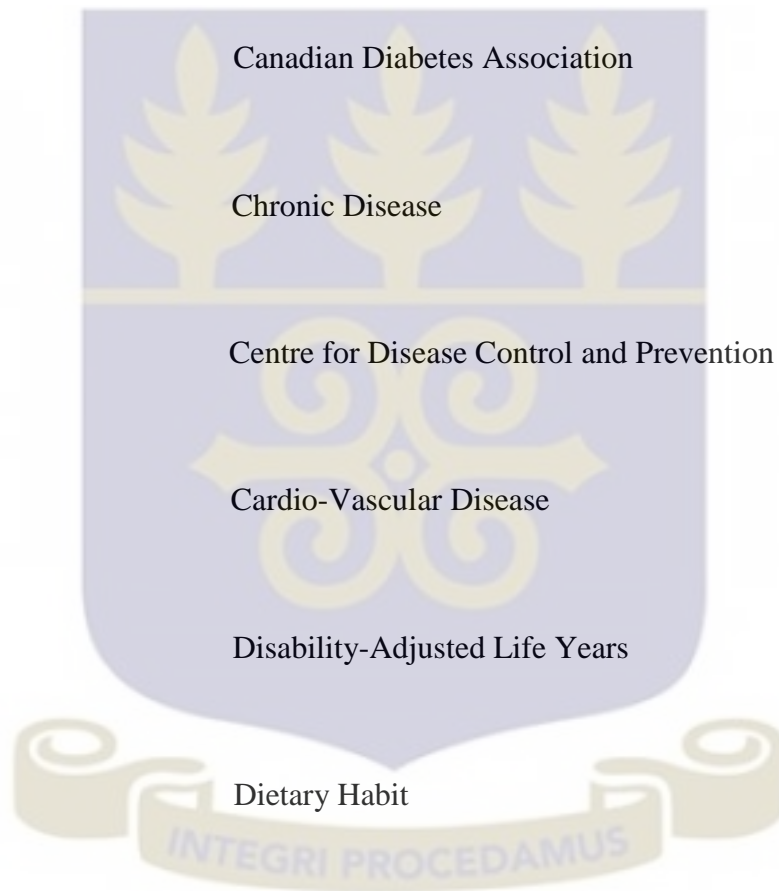 Canadian Diabetes Association
Chronic Disease
Centre for Disease Control and Prevention
Cardio-Vascular Disease
Disability-Adjusted Life Years
Dietary Habit
INTEGRI PROCEDAMUS